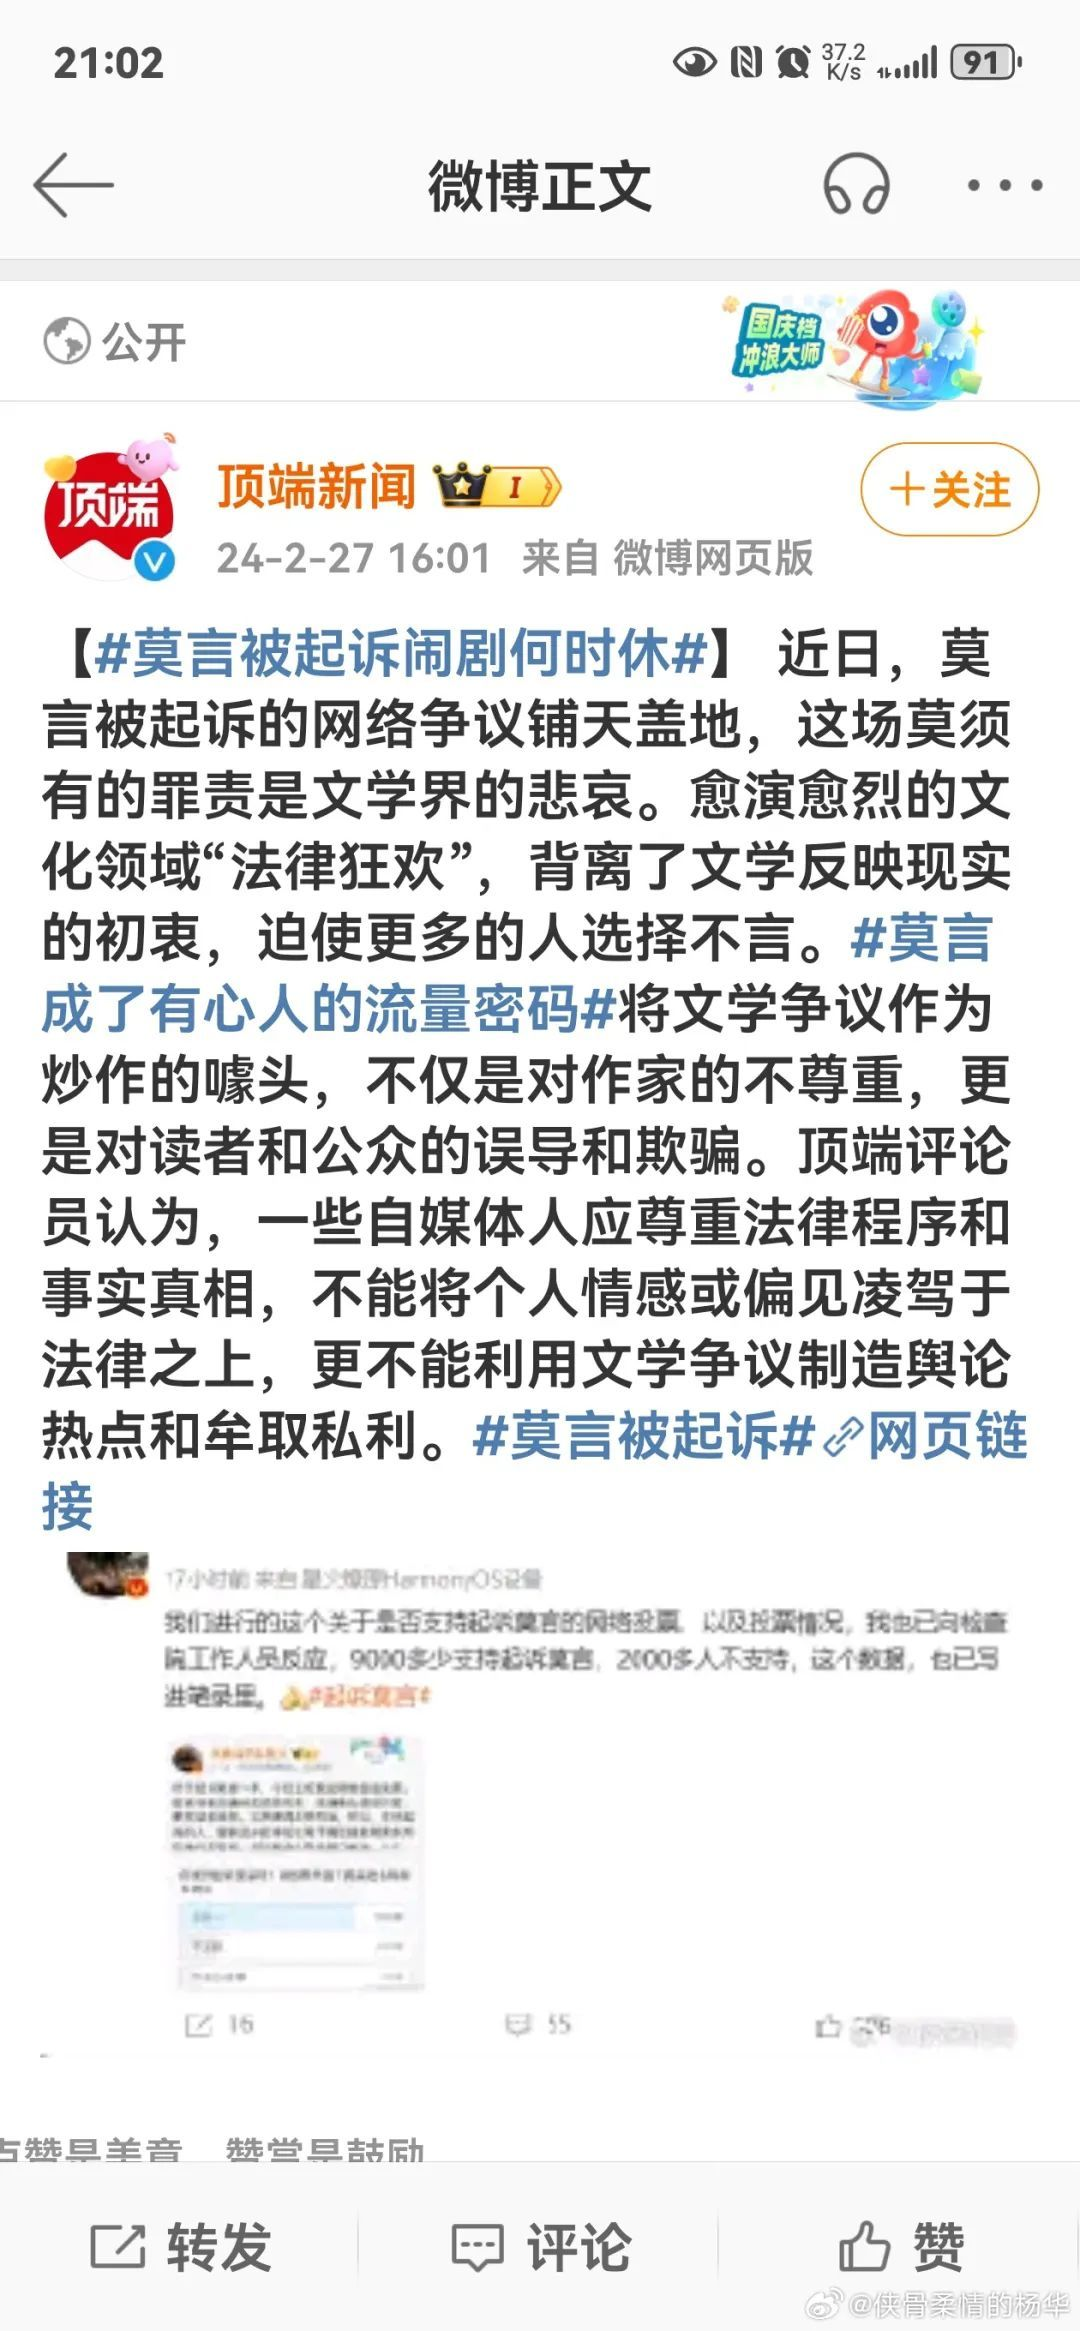 21:02
37.2
K/s
91
微博正文
公开
国庆档
冲浪大师
顶端
顶端新闻
I
+关注
24-2-27 16:01 来自 微博网页版
【#莫言被起诉闹剧何时休#】 近日，莫
言被起诉的网络争议铺天盖地，这场莫须
有的罪责是文学界的悲哀。愈演愈烈的文
化领域“法律狂欢”，背离了文学反映现实
的初衷，迫使更多的人选择不言。#莫言
成了有心人的流量密码#将文学争议作为
炒作的噱头，不仅是对作家的不尊重，更
是对读者和公众的误导和欺骗。顶端评论
员认为，一些自媒体人应尊重法律程序和
事实真相，不能将个人情感或偏见凌驾于
法律之上，更不能利用文学争议制造舆论
热点和牟取私利。#莫言被起诉#网页链
接
17小时前 来自 HarmonyOS设备
我们进行的这个关于是否支持起诉莫言的网络投票，以及投票情况，我也已向检查
院工作人员反应，9000多少支持起诉莫言，2000多人不支持，这个数据，也已写
进笔录里。#起诉莫言#
16
55
点赞是美意 赞赏是鼓励
转发
评论
赞
@侠骨柔情的杨华